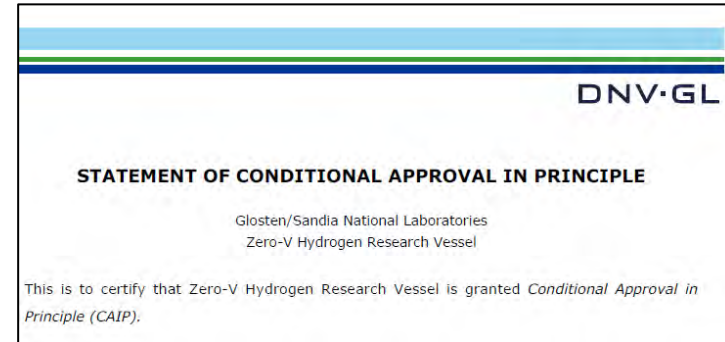 DNV·GL
STATEMENT OF CONDITIONAL APPROVAL IN PRINCIPLE
Glosten/Sandia National Laboratories
Zero-V Hydrogen Research Vessel
This is to certify that Zero-V Hydrogen Research Vessel is granted Conditional Approval in
Principle (CAIP).